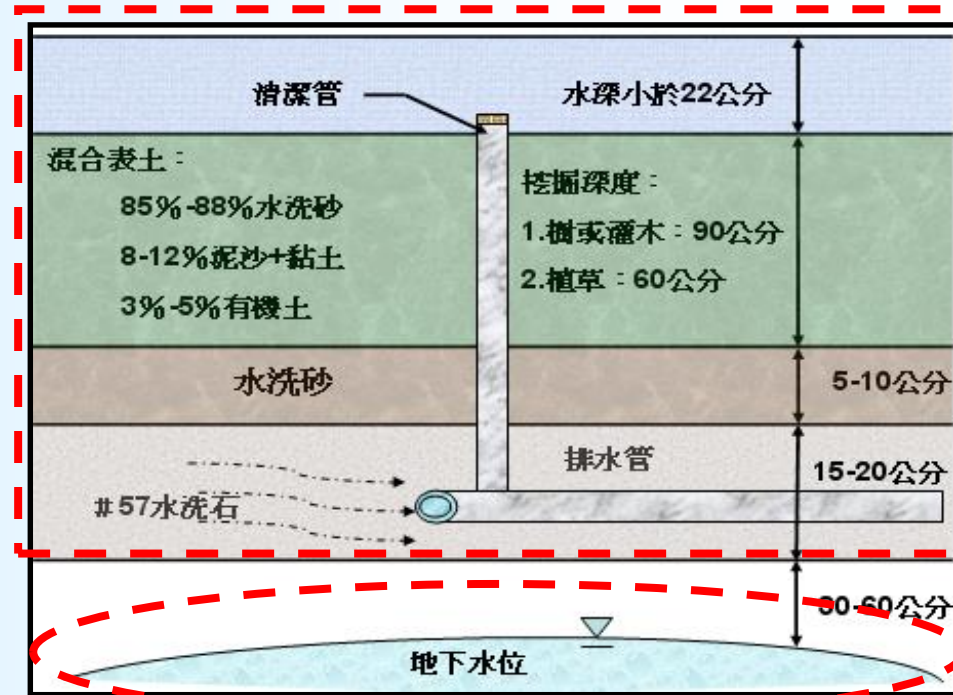 清潔管
水深小於22公分
混合表土：
85%-88%水洗砂
8-12%泥沙+黏土
3%-5%有機土
挖掘深度：
1.樹或灌木：90公分
2.植草：60公分
水洗砂
5-10公分
排水管
15-20公分
＃57水洗石
30-60公分
地下水位